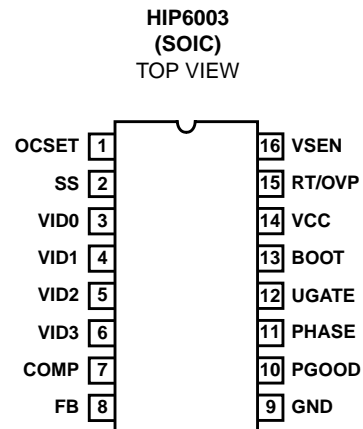 HIP6003
(SOIC)
TOP VIEW
OCSET 1 16 VSEN
SS 2 15 RT/OVP
VID0 3 14 VCC
VID1 4 13 BOOT
VID2 5 12 UGATE
VID3 6 11 PHASE
COMP 7 10 PGOOD
FB 8 9 GND